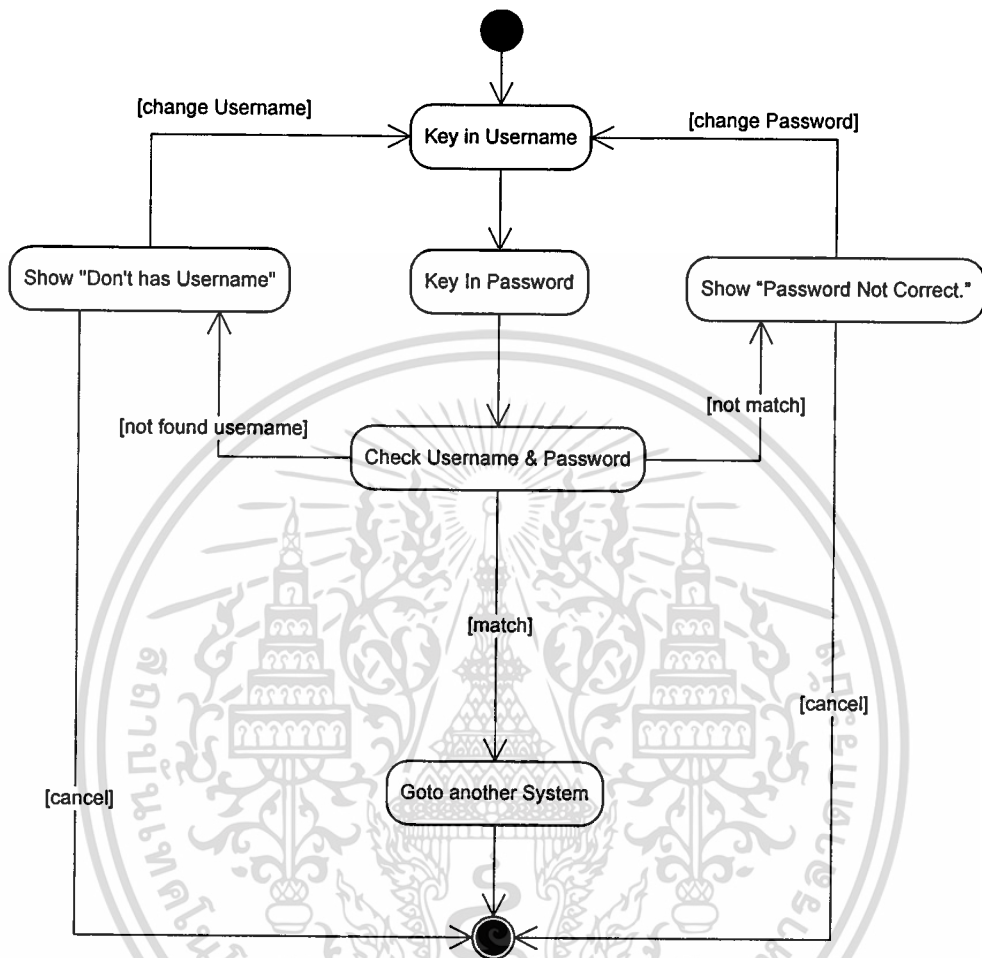 [change Username]
Key in Username
[change Password]
Show "Don't has Username"
Key In Password
Show "Password Not Correct."
[not found username]
[not match]
Check Username & Password
[match]
[cancel]
[cancel]
Goto another System